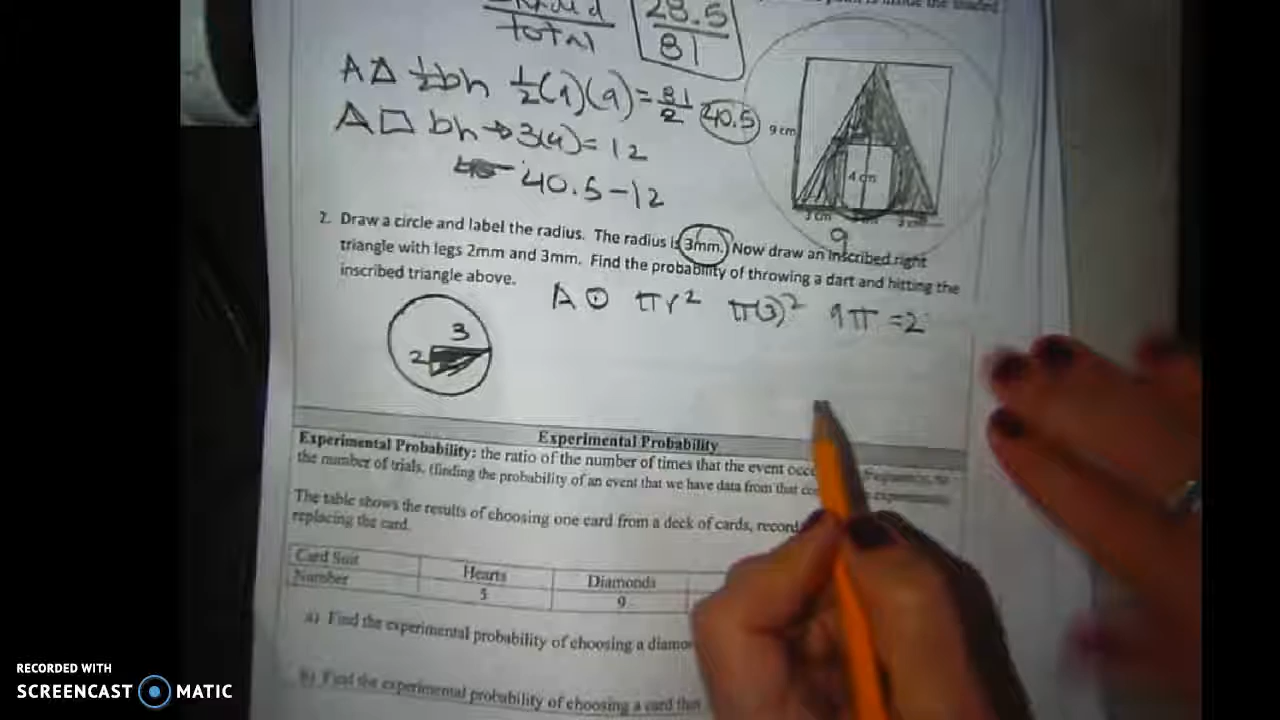 total
28.5
81
A△ ½bh ½(9)(9) = 81/2 40.5
A□ bh → 3(4) = 12
40.5 - 12
9 cm
4 cm
3 cm
9
2. Draw a circle and label the radius. The radius is 3mm. Now draw an inscribed right
triangle with legs 2mm and 3mm. Find the probability of throwing a dart and hitting the
inscribed triangle above.
A⊙ πr² π(3)² 9π = 2
3
2
Experimental Probability
Experimental Probability: the ratio of the number of times that the event
the number of trials. (finding the probability of an event that we have data from that
The table shows the results of choosing one card from a deck of cards, record
replacing the card.
Card Suit Hearts Diamonds
Number 5 9
a) Find the experimental probability of choosing a
b) Find the experimental probability of choosing a card that
RECORDED WITH
SCREENCAST MATIC